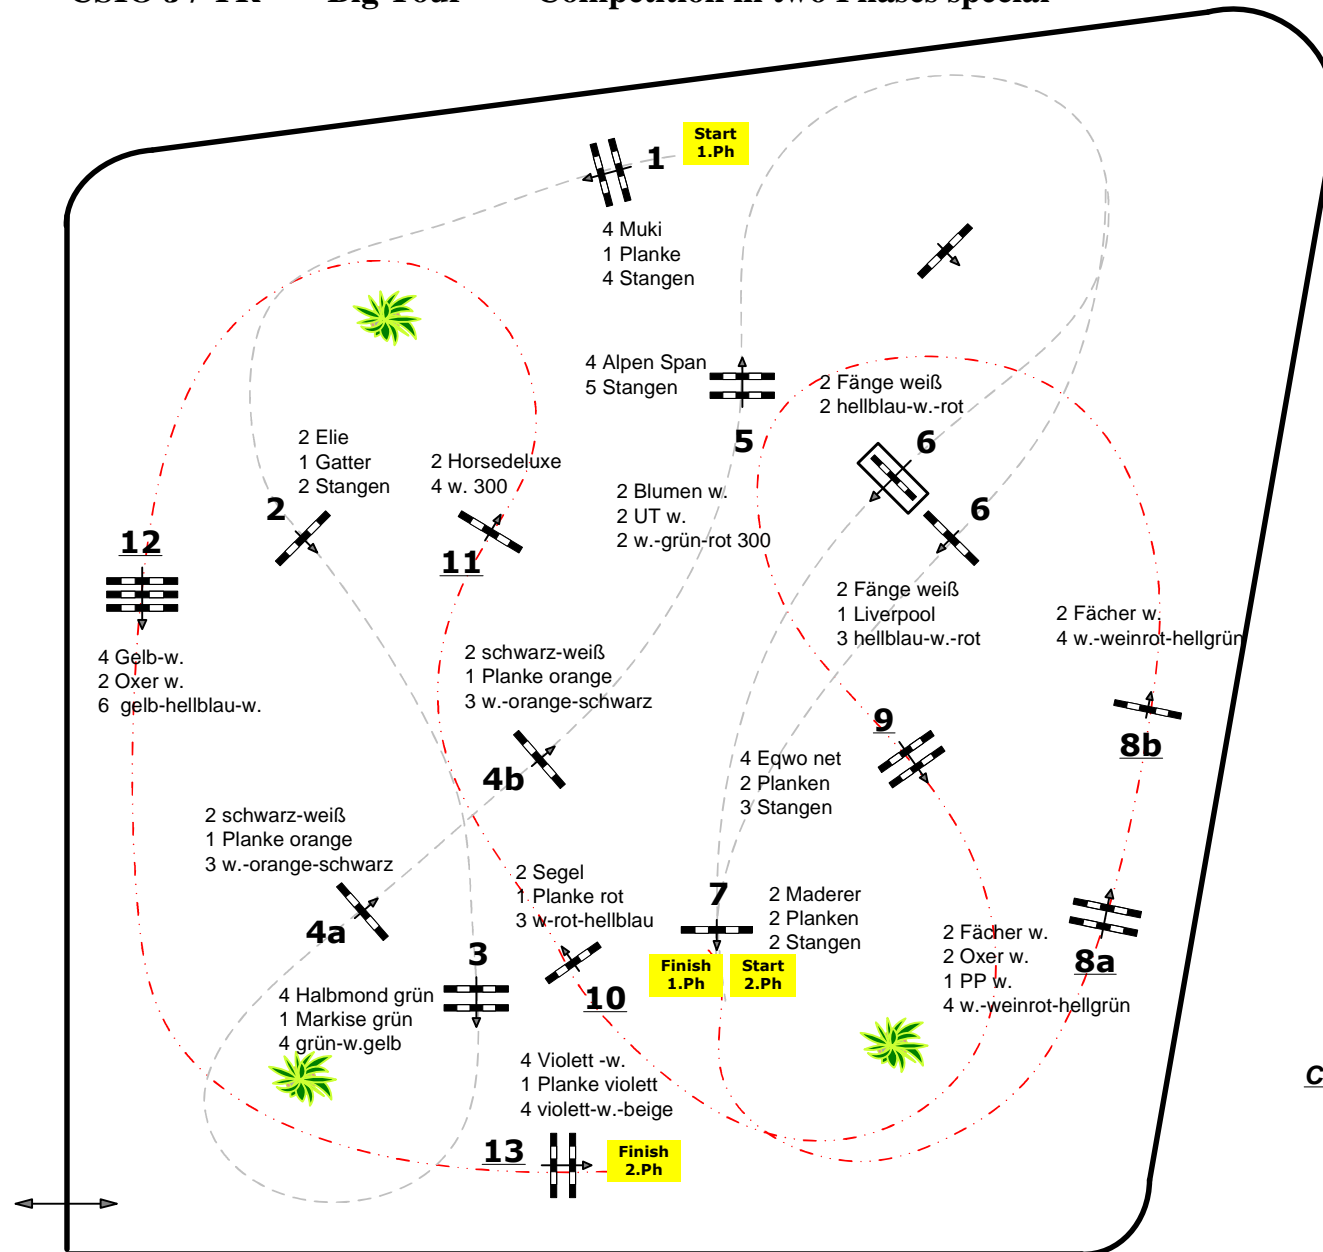 Big Tour
Competition in two Phases special
Start
1.Ph
1
4 Muki
1 Planke
4 Stangen
4 Alpen Span
5 Stangen
5
2 Fänge weiß
2 hellblau-w.-rot
6
6
2 Elie
1 Gatter
2 Stangen
2
2 Horsedeluxe
4 w. 300
11
2 Blumen w.
2 UT w.
2 w.-grün-rot 300
12
4 Gelb-w.
2 Oxer w.
6 gelb-hellblau-w.
2 Fänge weiß
1 Liverpool
3 hellblau-w.-rot
2 Fächer w.
4 w.-weinrot-hellgrün
8b
2 schwarz-weiß
1 Planke orange
3 w.-orange-schwarz
4b
9
4 Eqwo net
2 Planken
3 Stangen
2 schwarz-weiß
1 Planke orange
3 w.-orange-schwarz
4a
2 Segel
1 Planke rot
3 w-rot-hellblau
10
7
2 Maderer
2 Planken
2 Stangen
Finish
1.Ph
Start
2.Ph
2 Fächer w.
2 Oxer w.
1 PP w.
4 w.-weinrot-hellgrün
8a
3
4 Halbmond grün
1 Markise grün
4 grün-w.gelb
4 Violett -w.
1 Planke violett
4 violett-w.-beige
13
Finish
2.Ph
C